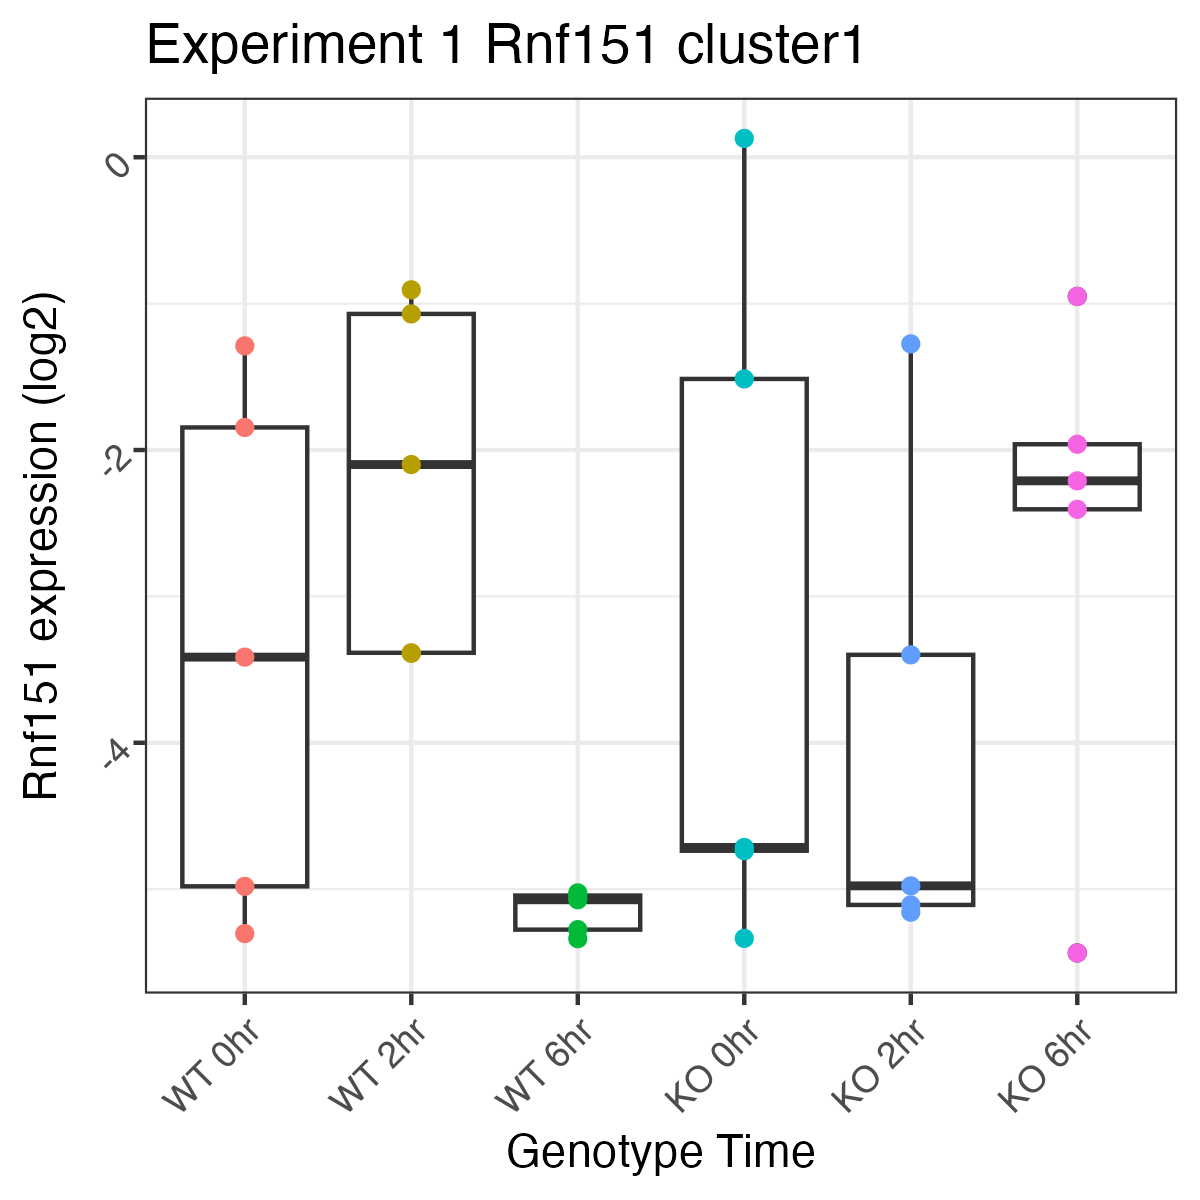 Experiment 1 Rnf151 cluster1
Rnf151 expression (log2)
0
-2
-4
WT 0hr
WT 2hr
WT 6hr
KO 0hr
KO 2hr
KO 6hr
Genotype Time